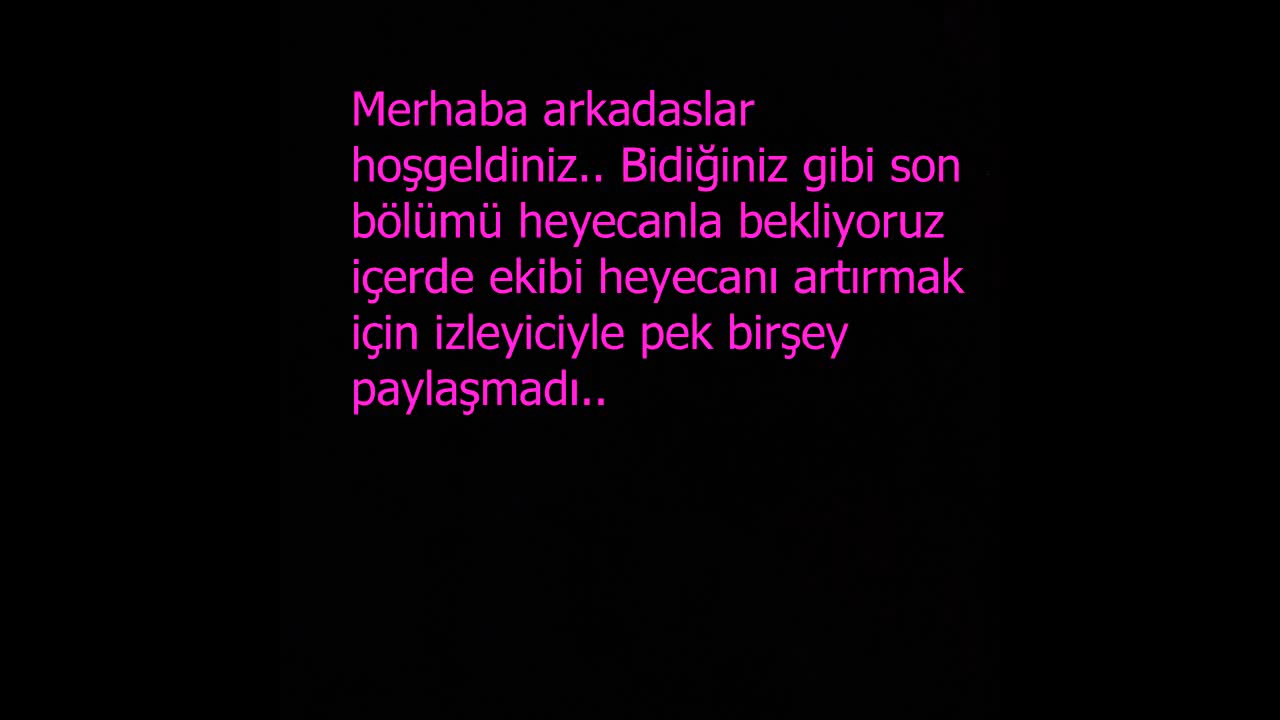 Merhaba arkadaslar
hoşgeldiniz.. Bidiğiniz gibi son
bölümü heyecanla bekliyoruz
içerde ekibi heyecanı artırmak
için izleyiciyle pek birşey
paylaşmadı..